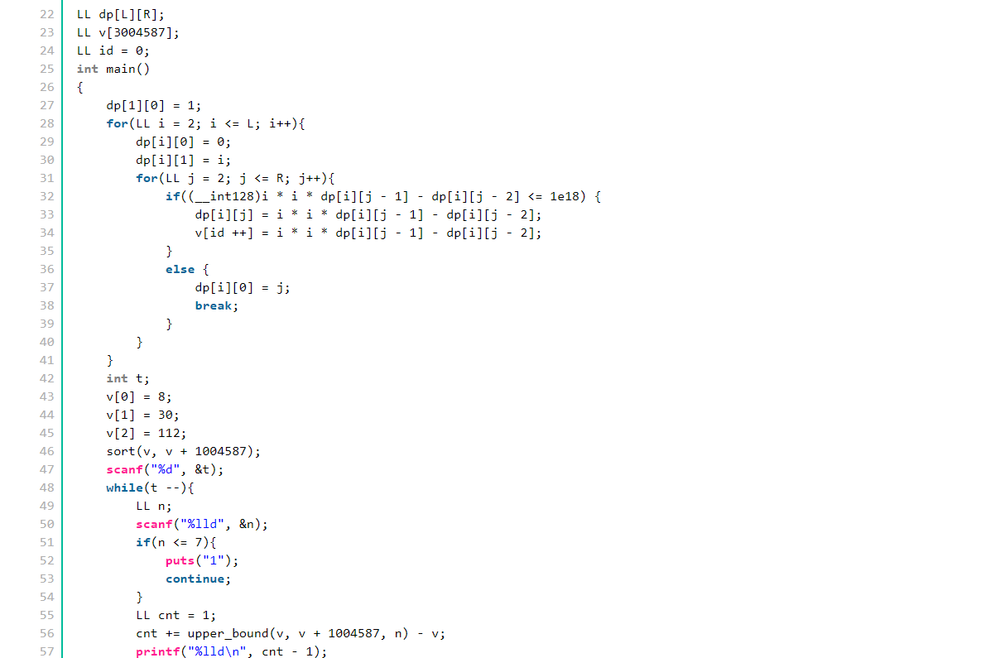 22 LL dp[L][R];
23 LL v[3004587];
24 LL id = 0;
25 int main()
26 {
27     dp[1][0] = 1;
28     for(LL i = 2; i <= L; i++){
29         dp[i][0] = 0;
30         dp[i][1] = i;
31         for(LL j = 2; j <= R; j++){
32             if((__int128)i * i * dp[i][j - 1] - dp[i][j - 2] <= 1e18) {
33                 dp[i][j] = i * i * dp[i][j - 1] - dp[i][j - 2];
34                 v[id ++] = i * i * dp[i][j - 1] - dp[i][j - 2];
35             }
36             else {
37                 dp[i][0] = j;
38                 break;
39             }
40         }
41     }
42     int t;
43     v[0] = 8;
44     v[1] = 30;
45     v[2] = 112;
46     sort(v, v + 1004587);
47     scanf("%d", &t);
48     while(t --){
49         LL n;
50         scanf("%lld", &n);
51         if(n <= 7){
52             puts("1");
53             continue;
54         }
55         LL cnt = 1;
56         cnt += upper_bound(v, v + 1004587, n) - v;
57         printf("%lld\n", cnt - 1);